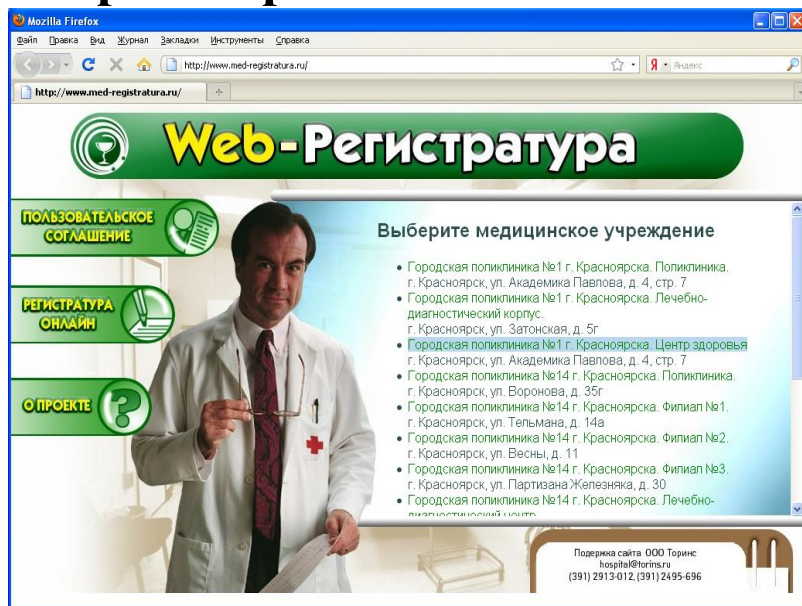 Mozilla Firefox
Файл Правка Вид Журнал Закладки Инструменты Справка
http://www.med-registratura.ru/
Яндекс
http://www.med-registratura.ru/
Web-Регистратура
ПОЛЬЗОВАТЕЛЬСКОЕ
СОГЛАШЕНИЕ
РЕГИСТРАТУРА
ОНЛАЙН
О ПРОЕКТЕ
Выберите медицинское учреждение
Городская поликлиника №1 г. Красноярска. Поликлиника.
г. Красноярск, ул. Академика Павлова, д. 4, стр. 7
Городская поликлиника №1 г. Красноярска. Лечебно-
диагностический корпус.
г. Красноярск, ул. Затонская, д. 5г
Городская поликлиника №1 г. Красноярска. Центр здоровья
г. Красноярск, ул. Академика Павлова, д. 4, стр. 7
Городская поликлиника №14 г. Красноярска. Поликлиника.
г. Красноярск, ул. Воронова, д. 35г
Городская поликлиника №14 г. Красноярска. Филиал №1.
г. Красноярск, ул. Тельмана, д. 14а
Городская поликлиника №14 г. Красноярска. Филиал №2.
г. Красноярск, ул. Весны, д. 11
Городская поликлиника №14 г. Красноярска. Филиал №3.
г. Красноярск, ул. Партизана Железняка, д. 30
Городская поликлиника №14 г. Красноярска. Лечебно-
диагностический центр
Подержка сайта ООО Торинс
hospital@torins.ru
(391) 2913-012, (391) 2495-696